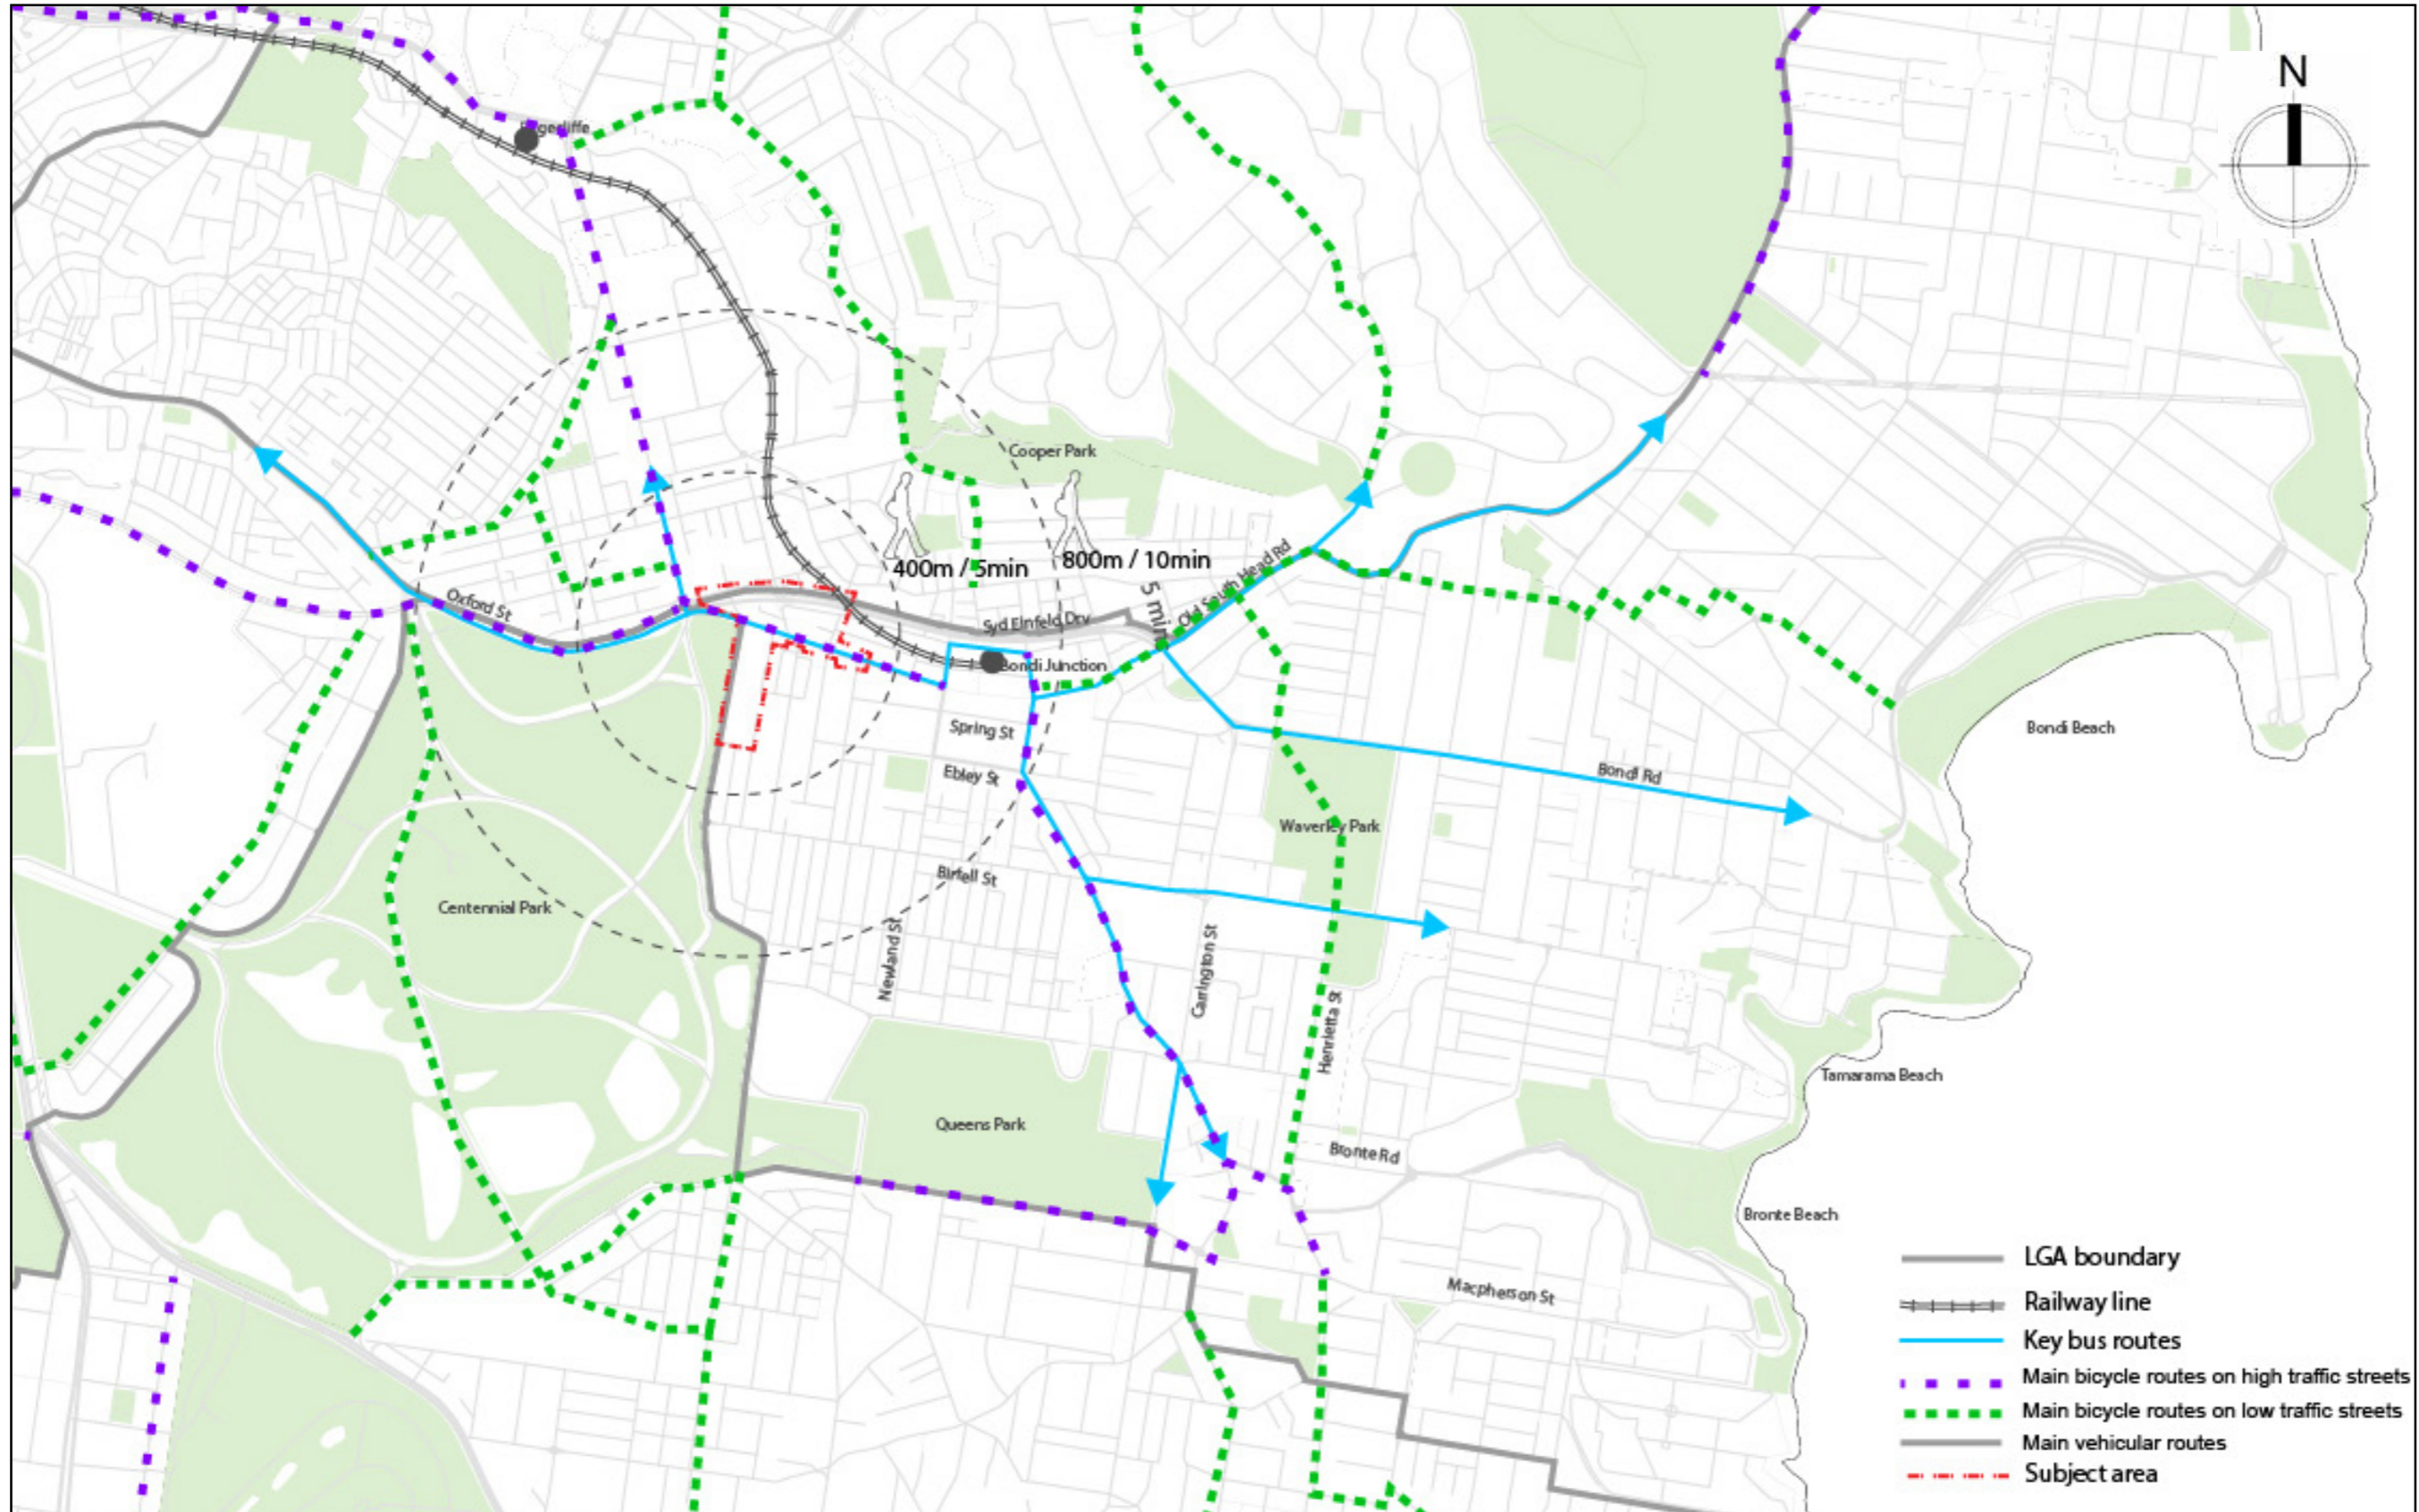 N
Edgecliffe
Cooper Park
400m / 5min
800m / 10min
5 min
Old South Head Rd
Oxford St
Syd EInfeld Drv
Bondi Junction
Spring St
Bondi Beach
Ebley St
Bondi Rd
Waverley Park
Birfell St
Centennial Park
Newland St
Carrington St
Henrietta St
Tamarama Beach
Queens Park
Bronte Rd
Bronte Beach
Macpherson St
LGA boundary
Railway line
Key bus routes
Main bicycle routes on high traffic streets
Main bicycle routes on low traffic streets
Main vehicular routes
Subject area